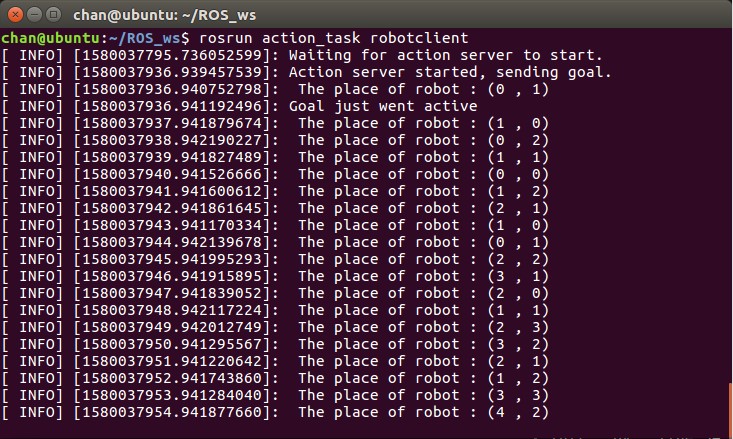 chan@ubuntu: ~/ROS_ws
chan@ubuntu:~/ROS_ws$ rosrun action_task robotclient
[ INFO] [1580037795.736052599]: Waiting for action server to start.
[ INFO] [1580037936.939457539]: Action server started, sending goal.
[ INFO] [1580037936.940752798]:  The place of robot : (0 , 1)
[ INFO] [1580037936.941192496]: Goal just went active
[ INFO] [1580037937.941879674]:  The place of robot : (1 , 0)
[ INFO] [1580037938.942190227]:  The place of robot : (0 , 2)
[ INFO] [1580037939.941827489]:  The place of robot : (1 , 1)
[ INFO] [1580037940.941526666]:  The place of robot : (0 , 0)
[ INFO] [1580037941.941600612]:  The place of robot : (1 , 2)
[ INFO] [1580037942.941861645]:  The place of robot : (2 , 1)
[ INFO] [1580037943.941170334]:  The place of robot : (1 , 0)
[ INFO] [1580037944.942139678]:  The place of robot : (0 , 1)
[ INFO] [1580037945.941995293]:  The place of robot : (2 , 2)
[ INFO] [1580037946.941915895]:  The place of robot : (3 , 1)
[ INFO] [1580037947.941839052]:  The place of robot : (2 , 0)
[ INFO] [1580037948.942117224]:  The place of robot : (1 , 1)
[ INFO] [1580037949.942012749]:  The place of robot : (2 , 3)
[ INFO] [1580037950.941295567]:  The place of robot : (3 , 2)
[ INFO] [1580037951.941220642]:  The place of robot : (2 , 1)
[ INFO] [1580037952.941743860]:  The place of robot : (1 , 2)
[ INFO] [1580037953.941284040]:  The place of robot : (3 , 3)
[ INFO] [1580037954.941877660]:  The place of robot : (4 , 2)